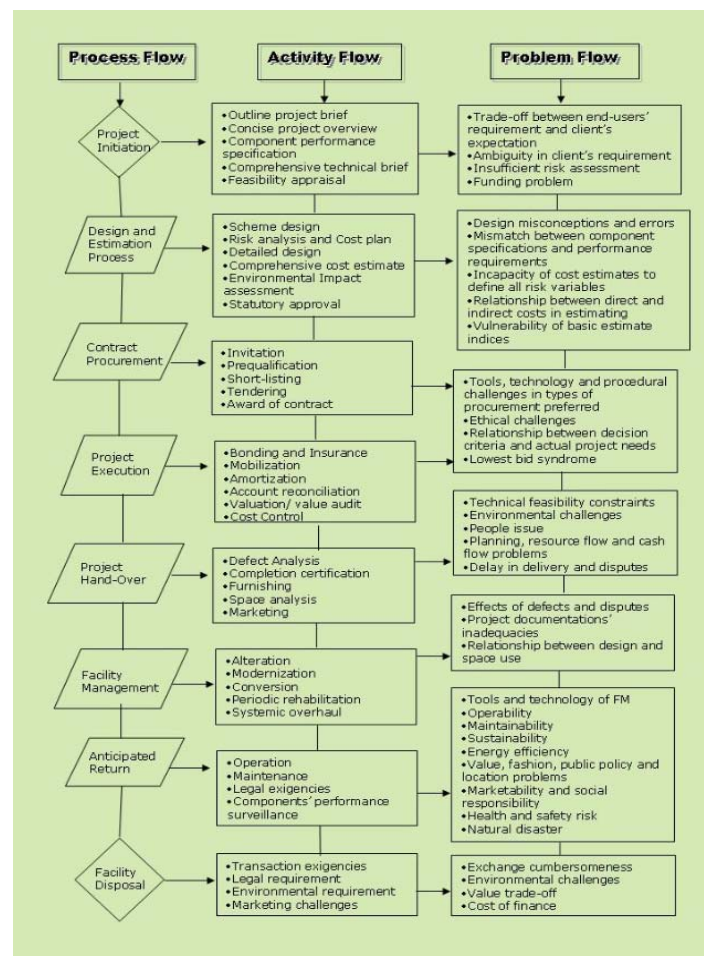 Process Flow
Activity Flow
Problem Flow
Project
Initiation
•Outline project brief
•Concise project overview
•Component performance
specification
•Comprehensive technical brief
•Feasibility appraisal
•Trade-off between end-users'
requirement and client's
expectation
•Ambiguity in client's requirement
•Insufficient risk assessment
•Funding problem
Design and
Estimation
Process
•Scheme design
•Risk analysis and Cost plan
•Detailed design
•Comprehensive cost estimate
•Environmental Impact
assessment
•Statutory approval
•Design misconceptions and errors
•Mismatch between component
specifications and performance
requirements
•Incapacity of cost estimates to
define all risk variables
•Relationship between direct and
indirect costs in estimating
•Vulnerability of basic estimate
indices
Contract
Procurement
•Invitation
•Prequalification
•Short-listing
•Tendering
•Award of contract
•Tools, technology and procedural
challenges in types of
procurement preferred
•Ethical challenges
•Relationship between decision
criteria and actual project needs
•Lowest bid syndrome
Project
Execution
•Bonding and Insurance
•Mobilization
•Amortization
•Account reconciliation
•Valuation/ value audit
•Cost Control
•Technical feasibility constraints
•Environmental challenges
•People issue
•Planning, resource flow and cash
flow problems
•Delay in delivery and disputes
Project
Hand-Over
•Defect Analysis
•Completion certification
•Furnishing
•Space analysis
•Marketing
•Effects of defects and disputes
•Project documentations'
inadequacies
•Relationship between design and
space use
Facility
Management
•Alteration
•Modernization
•Conversion
•Periodic rehabilitation
•Systemic overhaul
•Tools and technology of FM
•Operability
•Maintainability
•Sustainability
•Energy efficiency
•Value, fashion, public policy and
location problems
•Marketability and social
responsibility
•Health and safety risk
•Natural disaster
Anticipated
Return
•Operation
•Maintenance
•Legal exigencies
•Components' performance
surveillance
Facility
Disposal
•Transaction exigencies
•Legal requirement
•Environmental requirement
•Marketing challenges
•Exchange cumbersomeness
•Environmental challenges
•Value trade-off
•Cost of finance